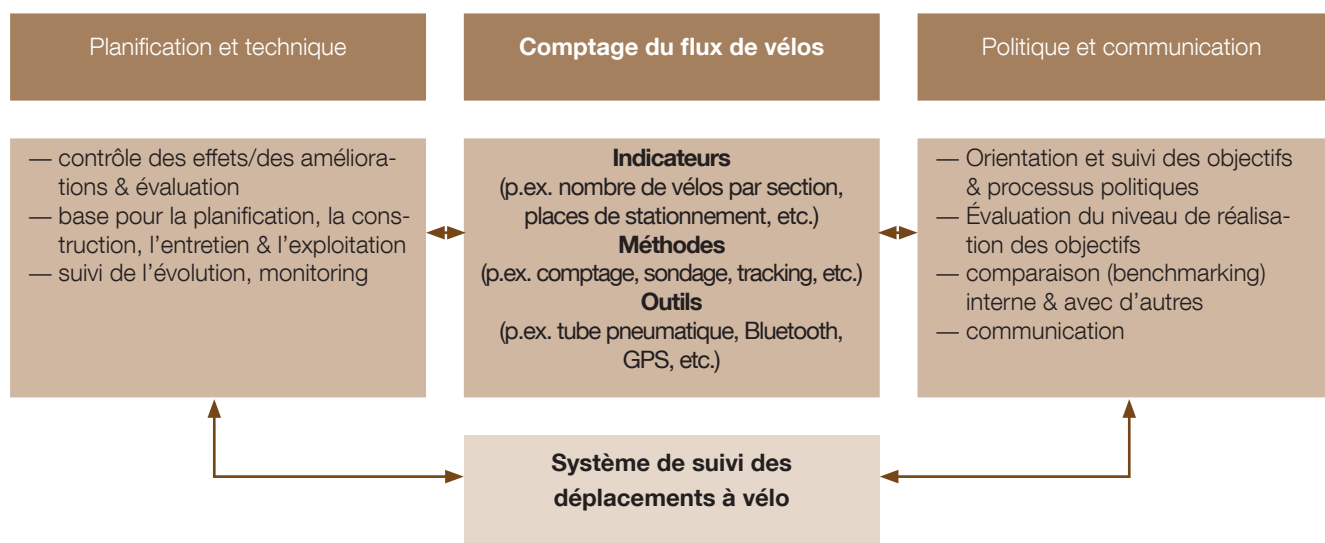 Planification et technique
Comptage du flux de vélos
Politique et communication
— contrôle des effets/des améliora-
tions & évaluation
— base pour la planification, la cons-
truction, l’entretien & l’exploitation
— suivi de l’évolution, monitoring
Indicateurs
(p.ex. nombre de vélos par section,
places de stationnement, etc.)
Méthodes
(p.ex. comptage, sondage, tracking, etc.)
Outils
(p.ex. tube pneumatique, Bluetooth,
GPS, etc.)
— Orientation et suivi des objectifs
& processus politiques
— Évaluation du niveau de réalisa-
tion des objectifs
— comparaison (benchmarking)
interne & avec d’autres
— communication
Système de suivi des
déplacements à vélo